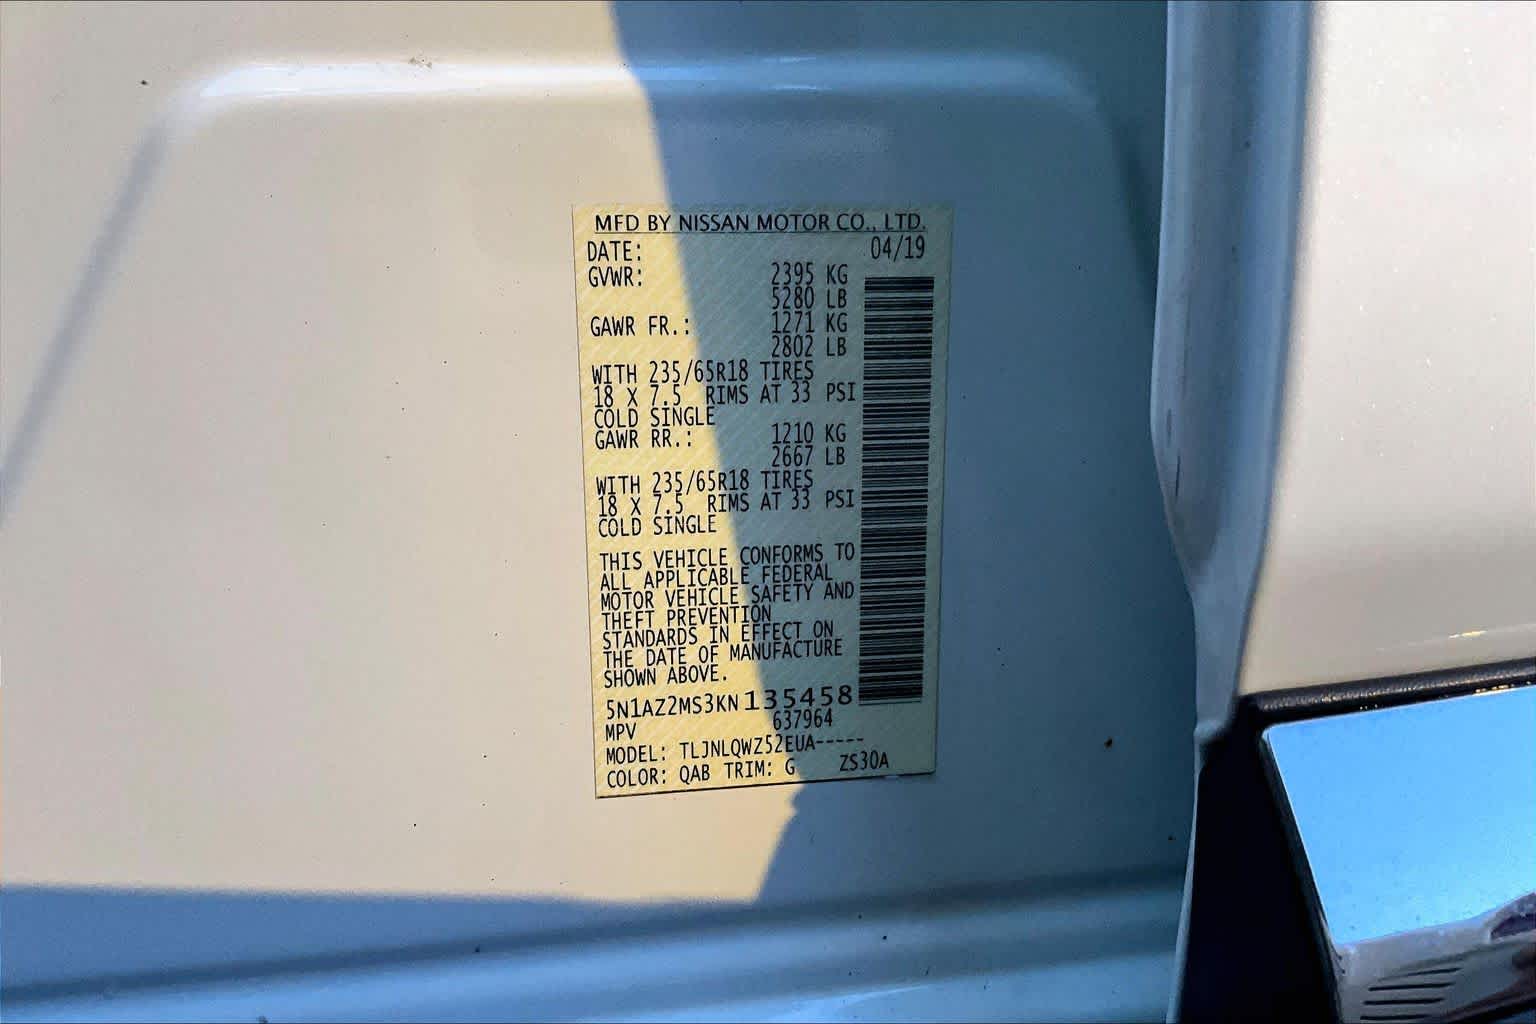 MFD BY NISSAN MOTOR CO., LTD.
DATE: 04/19
GVWR: 2395 KG
5280 LB
GAWR FR.: 1271 KG
2802 LB
WITH 235/65R18 TIRES
18 X 7.5 RIMS AT 33 PSI
COLD SINGLE
GAWR RR.: 1210 KG
2667 LB
WITH 235/65R18 TIRES
18 X 7.5 RIMS AT 33 PSI
COLD SINGLE
THIS VEHICLE CONFORMS TO
ALL APPLICABLE FEDERAL
MOTOR VEHICLE SAFETY AND
THEFT PREVENTION
STANDARDS IN EFFECT ON
THE DATE OF MANUFACTURE
SHOWN ABOVE.
5N1AZ2MS3KN135458
MPV 637964
MODEL: TLJNLQWZ52EUA-----
COLOR: QAB TRIM: G ZS30A